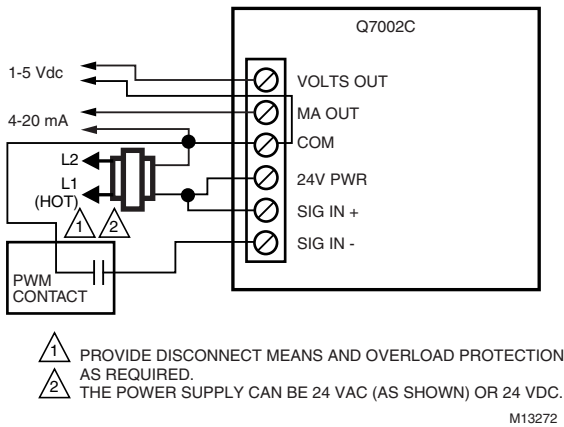 Q7002C
1-5 Vdc
VOLTS OUT
MA OUT
4-20 mA
COM
L2
24V PWR
L1
(HOT)
SIG IN +
1
2
SIG IN -
PWM
CONTACT
1 PROVIDE DISCONNECT MEANS AND OVERLOAD PROTECTION
AS REQUIRED.
2 THE POWER SUPPLY CAN BE 24 VAC (AS SHOWN) OR 24 VDC.
M13272